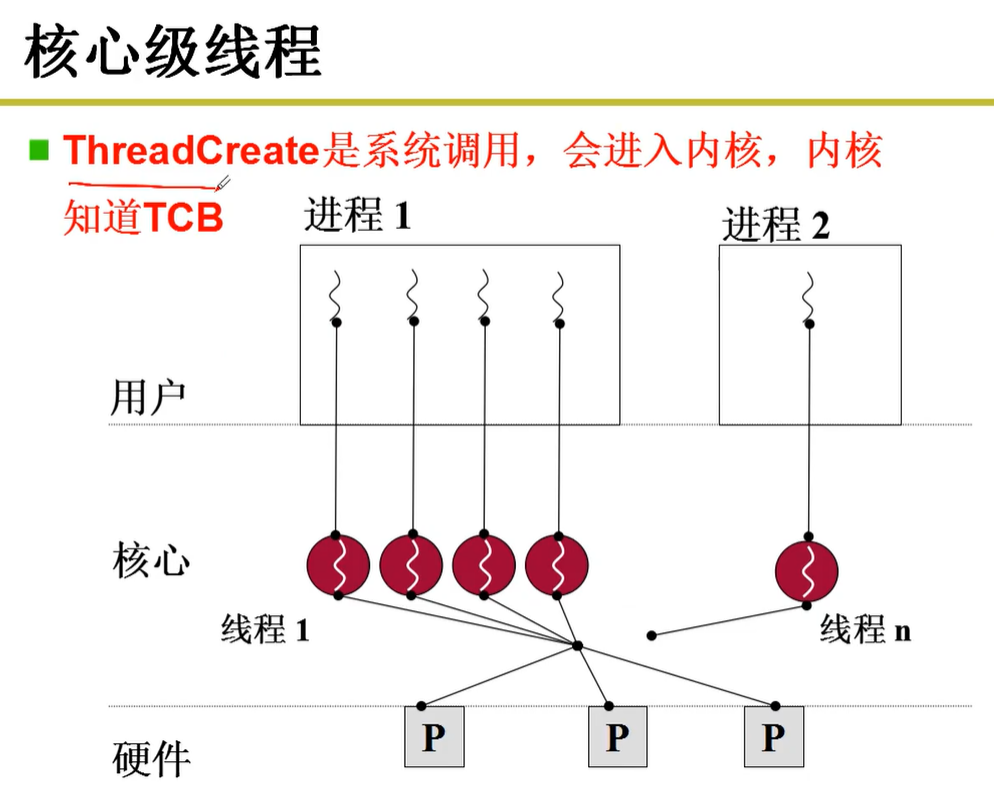 核心级线程
ThreadCreate是系统调用，会进入内核，内核
知道TCB
进程 1
进程 2
用户
核心
线程 1
线程 n
硬件
P
P
P